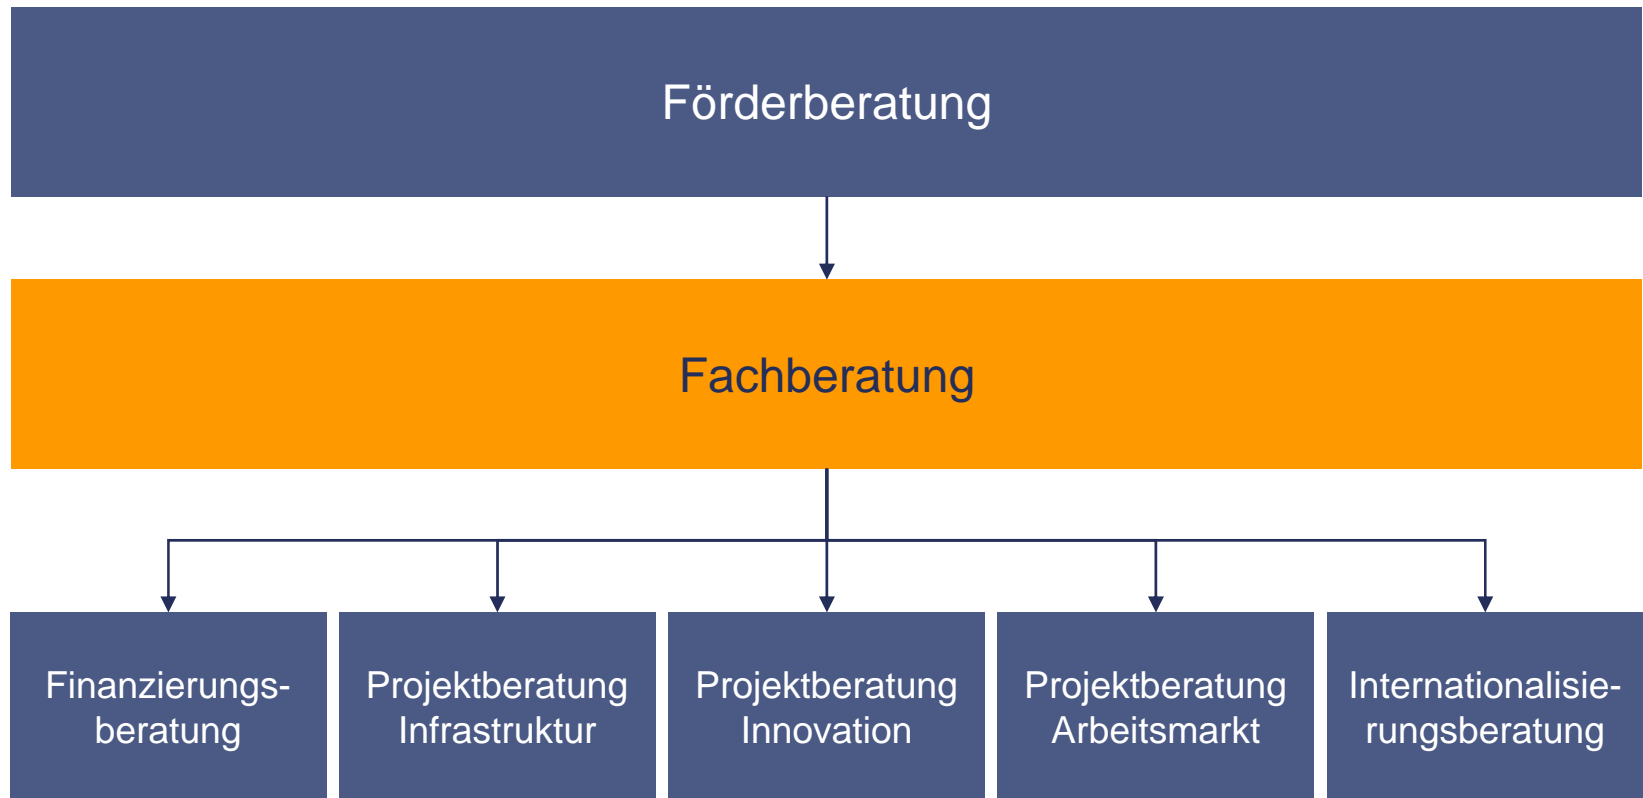 Förderberatung
Fachberatung
Finanzierungs-
beratung
Projektberatung
Infrastruktur
Projektberatung
Innovation
Projektberatung
Arbeitsmarkt
Internationalisie-
rungsberatung